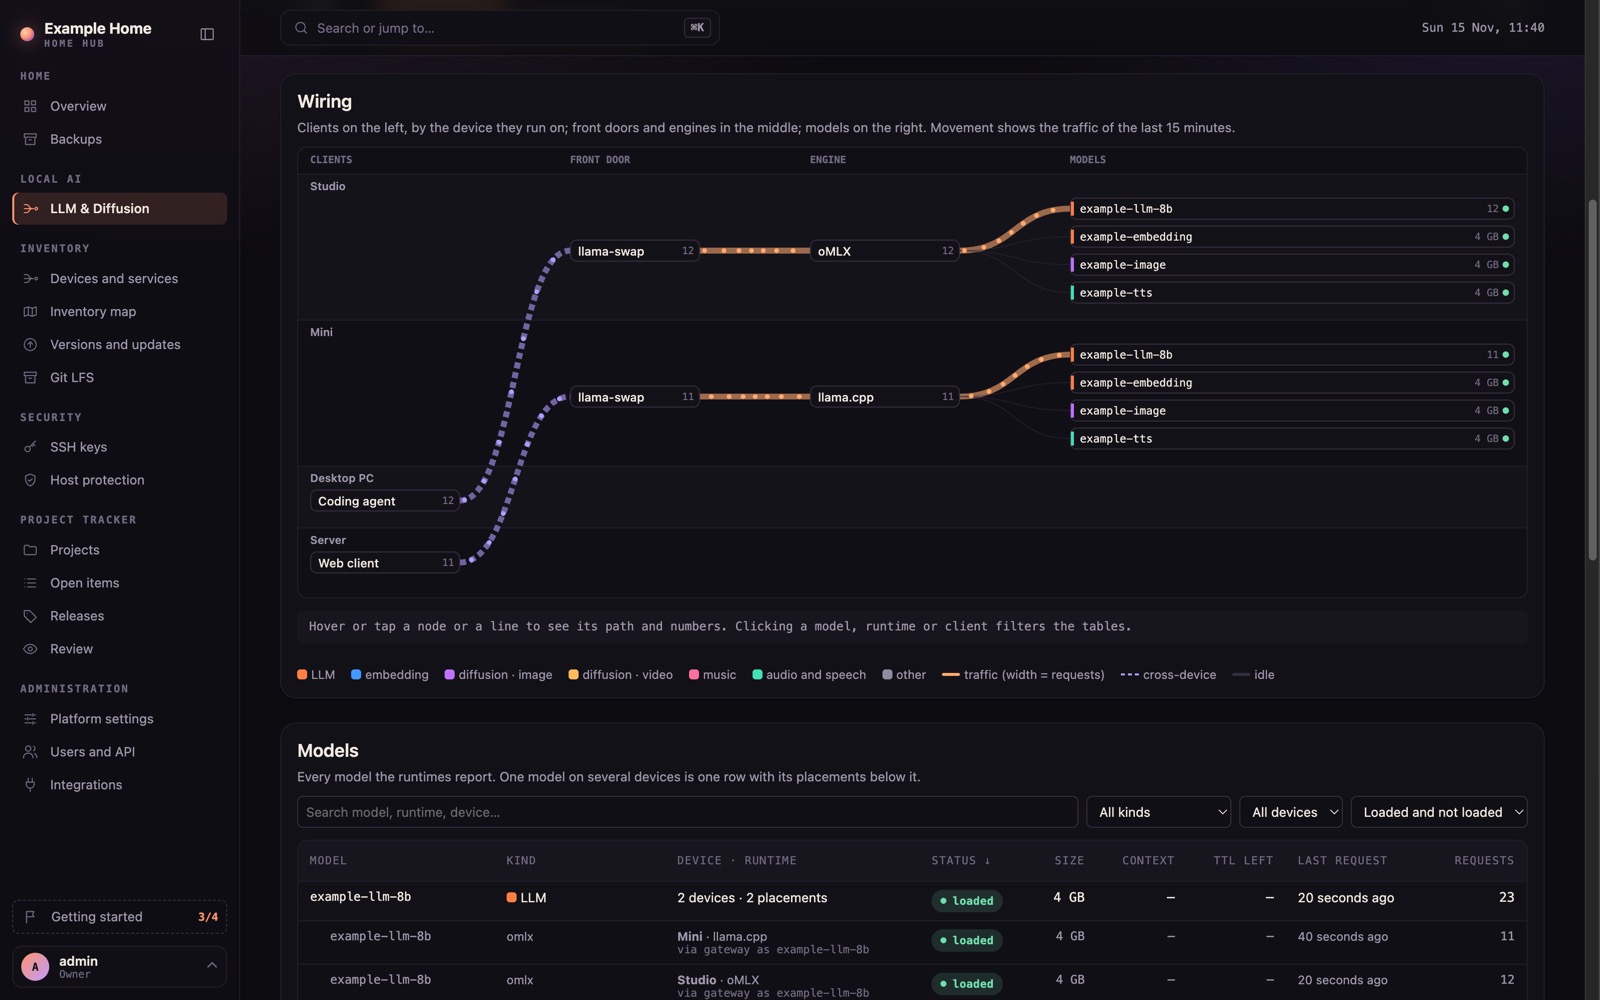 Example Home
HOME HUB
Search or jump to...
⌘K
Sun 15 Nov, 11:40
HOME
Overview
Backups
LOCAL AI
LLM & Diffusion
INVENTORY
Devices and services
Inventory map
Versions and updates
Git LFS
SECURITY
SSH keys
Host protection
PROJECT TRACKER
Projects
Open items
Releases
Review
ADMINISTRATION
Platform settings
Users and API
Integrations
Getting started 3/4
A admin
Owner
Wiring
Clients on the left, by the device they run on; front doors and engines in the middle; models on the right. Movement shows the traffic of the last 15 minutes.
CLIENTS FRONT DOOR ENGINE MODELS
Studio
example-llm-8b 12
example-embedding 4 GB
llama-swap 12 oMLX 12
example-image 4 GB
example-tts 4 GB
Mini
example-llm-8b 11
example-embedding 4 GB
llama-swap 11 llama.cpp 11
example-image 4 GB
example-tts 4 GB
Desktop PC
Coding agent 12
Server
Web client 11
Hover or tap a node or a line to see its path and numbers. Clicking a model, runtime or client filters the tables.
LLM embedding diffusion · image diffusion · video music audio and speech other traffic (width = requests) cross-device idle
Models
Every model the runtimes report. One model on several devices is one row with its placements below it.
Search model, runtime, device... All kinds All devices Loaded and not loaded
MODEL KIND DEVICE · RUNTIME STATUS ↓ SIZE CONTEXT TTL LEFT LAST REQUEST REQUESTS
example-llm-8b LLM 2 devices · 2 placements loaded 4 GB — — 20 seconds ago 23
example-llm-8b omlx Mini · llama.cpp loaded 4 GB — — 40 seconds ago 11
via gateway as example-llm-8b
example-llm-8b omlx Studio · oMLX loaded 4 GB — — 20 seconds ago 12
via gateway as example-llm-8b